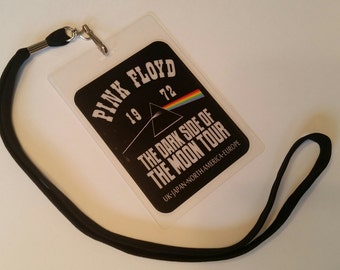 PINK FLOYD
19 72
THE DARK SIDE OF
THE MOON TOUR
UK-JAPAN-NORTH AMERICA-EUROPE